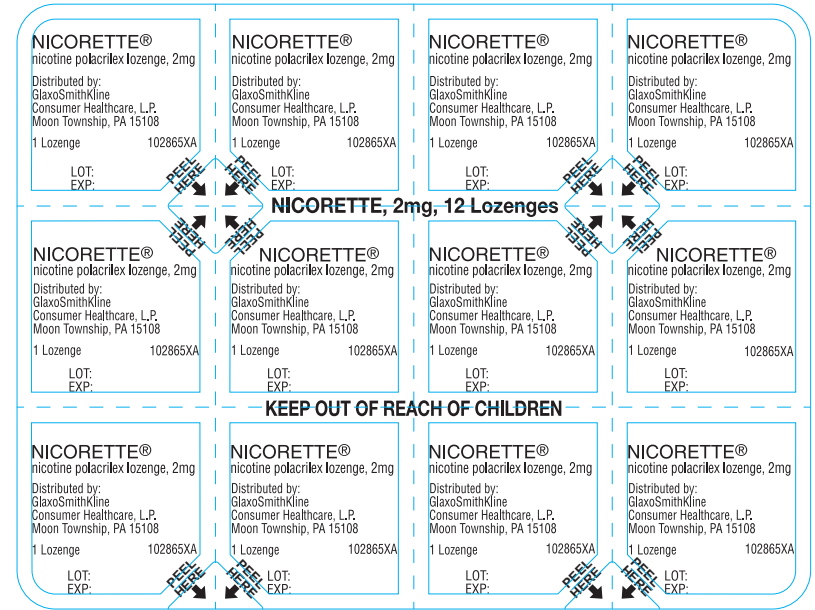 NICORETTE®
nicotine polacrilex lozenge, 2mg
Distributed by:
GlaxoSmithKline
Consumer Healthcare, L.P.
Moon Township, PA 15108
1 Lozenge 102865XA
LOT:
EXP:
PEEL
HERE
NICORETTE®
nicotine polacrilex lozenge, 2mg
Distributed by:
GlaxoSmithKline
Consumer Healthcare, L.P.
Moon Township, PA 15108
1 Lozenge 102865XA
LOT:
EXP:
PEEL
HERE
NICORETTE®
nicotine polacrilex lozenge, 2mg
Distributed by:
GlaxoSmithKline
Consumer Healthcare, L.P.
Moon Township, PA 15108
1 Lozenge 102865XA
LOT:
EXP:
PEEL
HERE
NICORETTE®
nicotine polacrilex lozenge, 2mg
Distributed by:
GlaxoSmithKline
Consumer Healthcare, L.P.
Moon Township, PA 15108
1 Lozenge 102865XA
LOT:
EXP:
PEEL
HERE
NICORETTE, 2mg, 12 Lozenges
PEEL
HERE
NICORETTE®
nicotine polacrilex lozenge, 2mg
Distributed by:
GlaxoSmithKline
Consumer Healthcare, L.P.
Moon Township, PA 15108
1 Lozenge 102865XA
LOT:
EXP:
PEEL
HERE
NICORETTE®
nicotine polacrilex lozenge, 2mg
Distributed by:
GlaxoSmithKline
Consumer Healthcare, L.P.
Moon Township, PA 15108
1 Lozenge 102865XA
LOT:
EXP:
PEEL
HERE
NICORETTE®
nicotine polacrilex lozenge, 2mg
Distributed by:
GlaxoSmithKline
Consumer Healthcare, L.P.
Moon Township, PA 15108
1 Lozenge 102865XA
LOT:
EXP:
PEEL
HERE
NICORETTE®
nicotine polacrilex lozenge, 2mg
Distributed by:
GlaxoSmithKline
Consumer Healthcare, L.P.
Moon Township, PA 15108
1 Lozenge 102865XA
LOT:
EXP:
KEEP OUT OF REACH OF CHILDREN
NICORETTE®
nicotine polacrilex lozenge, 2mg
Distributed by:
GlaxoSmithKline
Consumer Healthcare, L.P.
Moon Township, PA 15108
1 Lozenge 102865XA
LOT:
EXP:
PEEL
HERE
NICORETTE®
nicotine polacrilex lozenge, 2mg
Distributed by:
GlaxoSmithKline
Consumer Healthcare, L.P.
Moon Township, PA 15108
1 Lozenge 102865XA
LOT:
EXP:
PEEL
HERE
NICORETTE®
nicotine polacrilex lozenge, 2mg
Distributed by:
GlaxoSmithKline
Consumer Healthcare, L.P.
Moon Township, PA 15108
1 Lozenge 102865XA
LOT:
EXP:
PEEL
HERE
NICORETTE®
nicotine polacrilex lozenge, 2mg
Distributed by:
GlaxoSmithKline
Consumer Healthcare, L.P.
Moon Township, PA 15108
1 Lozenge 102865XA
LOT:
EXP:
PEEL
HERE